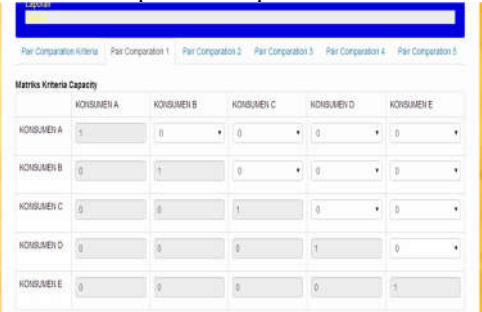 Laporan
Pair Comparation Kriteria Pair Comparation 1 Pair Comparation 2 Pair Comparation 3 Pair Comparation 4 Pair Comparation 5
Matriks Kriteria Capacity
KONSUMEN A KONSUMEN B KONSUMEN C KONSUMEN D KONSUMEN E
KONSUMEN A 1 0 0 0 0
KONSUMEN B 0 1 0 0 0
KONSUMEN C 0 0 1 0 0
KONSUMEN D 0 0 0 1 0
KONSUMEN E 0 0 0 0 1